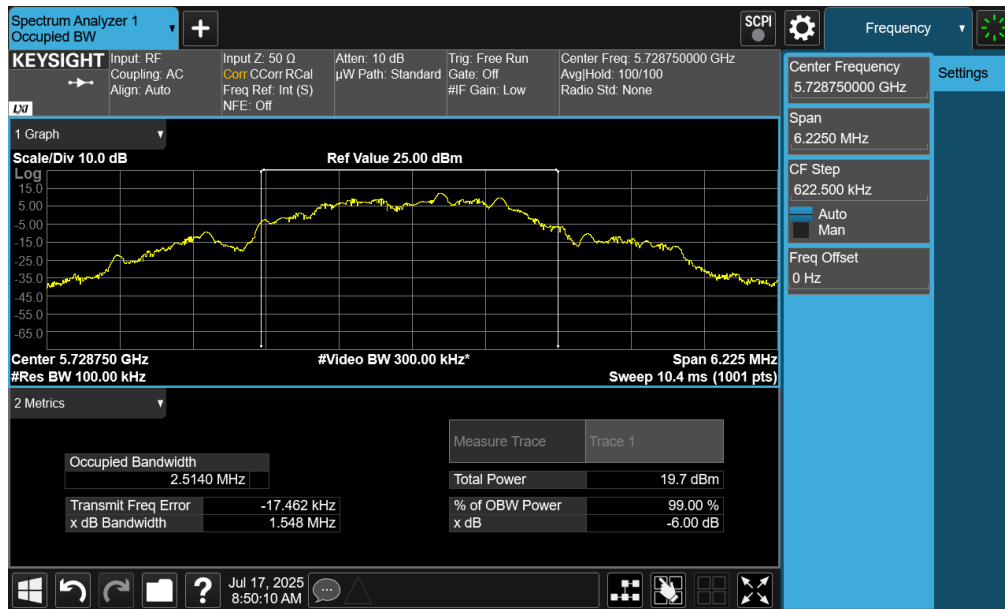 Spectrum Analyzer 1
Occupied BW
SCPI
Frequency
KEYSIGHT
LXI
Input: RF
Coupling: AC
Align: Auto
Input Z: 50 Ω
Corr CCorr RCal
Freq Ref: Int (S)
NFE: Off
Atten: 10 dB
µW Path: Standard
Trig: Free Run
Gate: Off
#IF Gain: Low
Center Freq: 5.728750000 GHz
Avg|Hold: 100/100
Radio Std: None
Center Frequency
5.728750000 GHz
Settings
Span
6.2250 MHz
CF Step
622.500 kHz
Auto
Man
Freq Offset
0 Hz
1 Graph
Scale/Div 10.0 dB
Ref Value 25.00 dBm
Log
15.0
5.00
-5.00
-15.0
-25.0
-35.0
-45.0
-55.0
-65.0
Center 5.728750 GHz
#Video BW 300.00 kHz*
Span 6.225 MHz
#Res BW 100.00 kHz
Sweep 10.4 ms (1001 pts)
2 Metrics
Measure Trace
Trace 1
Occupied Bandwidth
2.5140 MHz
Total Power
19.7 dBm
Transmit Freq Error
-17.462 kHz
% of OBW Power
99.00 %
x dB Bandwidth
1.548 MHz
x dB
-6.00 dB
?
Jul 17, 2025
8:50:10 AM